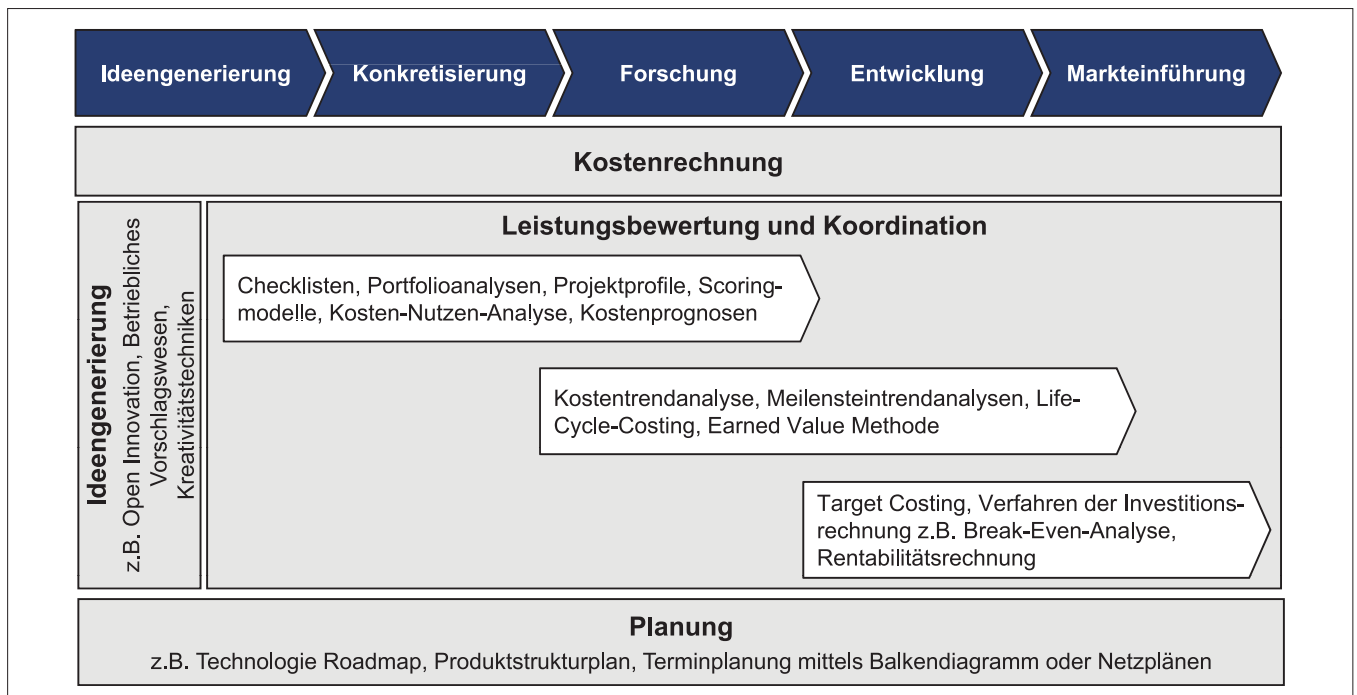 Ideengenerierung
Konkretisierung
Forschung
Entwicklung
Markteinführung
Kostenrechnung
Ideengenerierung
z.B. Open Innovation, Betriebliches
Vorschlagswesen,
Kreativitätstechniken
Leistungsbewertung und Koordination
Checklisten, Portfolioanalysen, Projektprofile, Scoring-
modelle, Kosten-Nutzen-Analyse, Kostenprognosen
Kostentrendanalyse, Meilensteintrendanalysen, Life-
Cycle-Costing, Earned Value Methode
Target Costing, Verfahren der Investitions-
rechnung z.B. Break-Even-Analyse,
Rentabilitätsrechnung
Planung
z.B. Technologie Roadmap, Produktstrukturplan, Terminplanung mittels Balkendiagramm oder Netzplänen